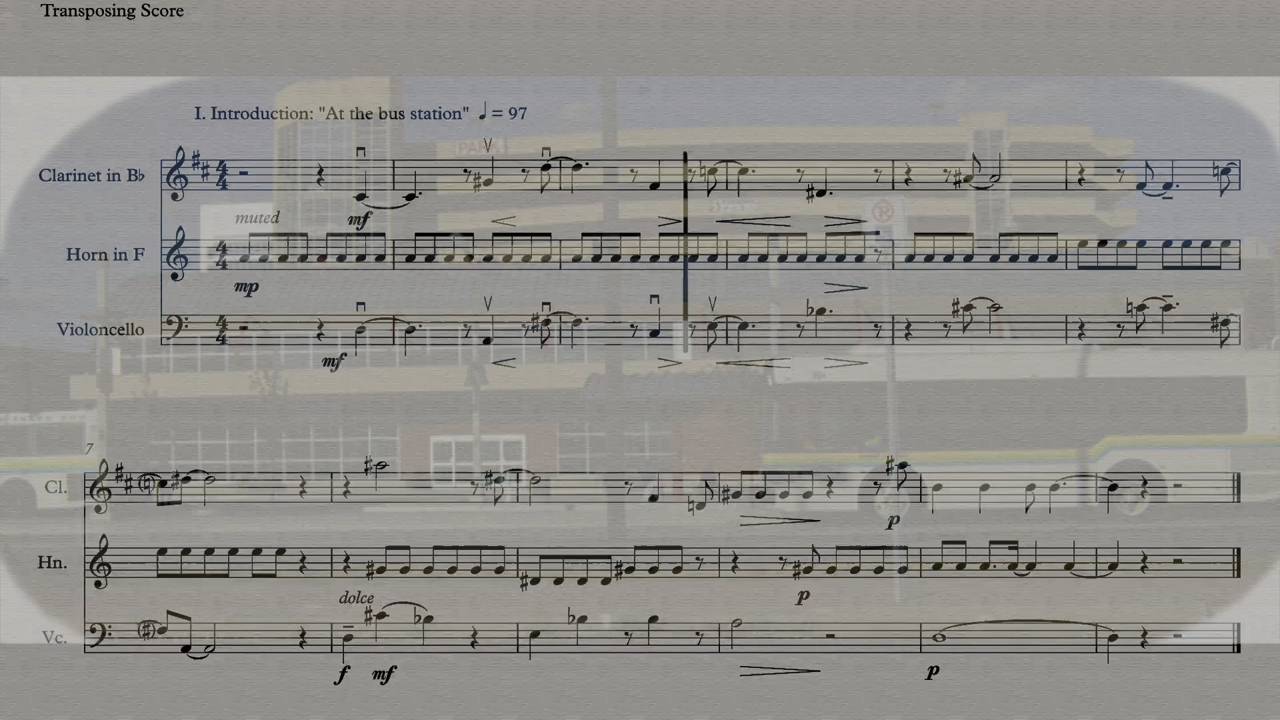 Transposing Score
I. Introduction: "At the bus station" ♩ = 97
PARK
Clarinet in B♭
muted
mf
Horn in F
mp
Violoncello
mf
7
Cl.
p
Hn.
dolce
p
Vc.
f mf
p